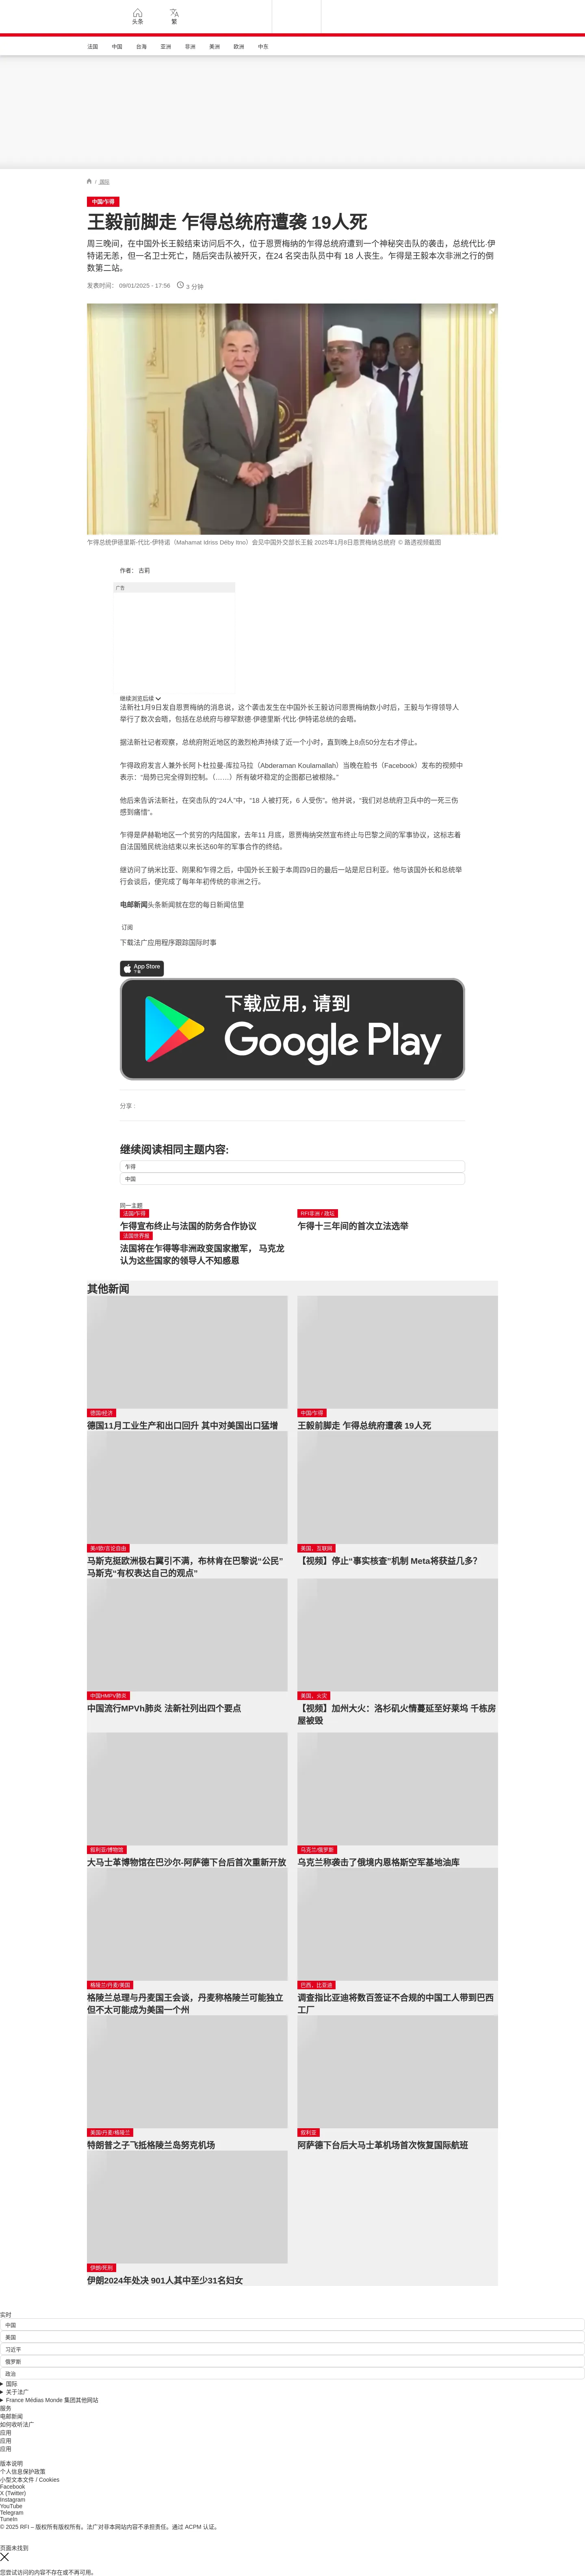 头条
繁
法国
中国
台海
亚洲
非洲
美洲
欧洲
中东
/ 国际
中国/乍得
王毅前脚走 乍得总统府遭袭 19人死
周三晚间，在中国外长王毅结束访问后不久，位于恩贾梅纳的乍得总统府遭到一个神秘突击队的袭击，总统代比·伊
特诺无恙，但一名卫士死亡，随后突击队被歼灭，在24 名突击队员中有 18 人丧生。乍得是王毅本次非洲之行的倒
数第二站。
发表时间： 09/01/2025 - 17:56
3 分钟
乍得总统伊德里斯-代比-伊特诺（Mahamat Idriss Déby Itno）会见中国外交部长王毅 2025年1月8日恩贾梅纳总统府 © 路透视频截图
作者： 古莉
广告
继续浏览后续
法新社1月9日发自恩贾梅纳的消息说，这个袭击发生在中国外长王毅访问恩贾梅纳数小时后，王毅与乍得领导人
举行了数次会晤，包括在总统府与穆罕默德·伊德里斯·代比·伊特诺总统的会晤。
据法新社记者观察，总统府附近地区的激烈枪声持续了近一个小时，直到晚上8点50分左右才停止。
乍得政府发言人兼外长阿卜杜拉曼·库拉马拉（Abderaman Koulamallah）当晚在脸书（Facebook）发布的视频中
表示：“局势已完全得到控制。（……）所有破坏稳定的企图都已被根除。”
他后来告诉法新社，在突击队的“24人”中，“18 人被打死，6 人受伤”。他并说，“我们对总统府卫兵中的一死三伤
感到痛惜”。
乍得是萨赫勒地区一个贫穷的内陆国家，去年11 月底，恩贾梅纳突然宣布终止与巴黎之间的军事协议，这标志着
自法国殖民统治结束以来长达60年的军事合作的终结。
继访问了纳米比亚、刚果和乍得之后，中国外长王毅于本周四9日的最后一站是尼日利亚。他与该国外长和总统举
行会谈后，便完成了每年年初传统的非洲之行。
电邮新闻头条新闻就在您的每日新闻信里
订阅
下载法广应用程序跟踪国际时事
App Store
下载
下载应用，请到
Google Play
分享 :
继续阅读相同主题内容:
乍得
中国
同一主题
法国/乍得
乍得宣布终止与法国的防务合作协议
RFI非洲 / 政坛
乍得十三年间的首次立法选举
法国世界报
法国将在乍得等非洲政变国家撤军， 马克龙
认为这些国家的领导人不知感恩
其他新闻
德国/经济
德国11月工业生产和出口回升 其中对美国出口猛增
中国/乍得
王毅前脚走 乍得总统府遭袭 19人死
美//欧/言论自由
马斯克挺欧洲极右翼引不满，布林肯在巴黎说“公民”
马斯克“有权表达自己的观点”
美国，互联网
【视频】停止“事实核查”机制 Meta将获益几多?
中国HMPV肺炎
中国流行MPVh肺炎 法新社列出四个要点
美国，火灾
【视频】加州大火：洛杉矶火情蔓延至好莱坞 千栋房
屋被毁
叙利亚/博物馆
大马士革博物馆在巴沙尔-阿萨德下台后首次重新开放
乌克兰/俄罗斯
乌克兰称袭击了俄境内恩格斯空军基地油库
格陵兰/丹麦/美国
格陵兰总理与丹麦国王会谈，丹麦称格陵兰可能独立
但不太可能成为美国一个州
巴西，比亚迪
调查指比亚迪将数百签证不合规的中国工人带到巴西
工厂
美国/丹麦/格陵兰
特朗普之子飞抵格陵兰岛努克机场
叙利亚
阿萨德下台后大马士革机场首次恢复国际航班
伊朗/死刑
伊朗2024年处决 901人其中至少31名妇女
实时
中国
美国
习近平
俄罗斯
政治
国际
关于法广
France Médias Monde 集团其他网站
服务
电邮新闻
如何收听法广
应用
应用
应用
版本说明
个人信息保护政策
小型文本文件 / Cookies
Facebook
X (Twitter)
Instagram
YouTube
Telegram
TuneIn
© 2025 RFI – 版权所有版权所有。法广对非本网站内容不承担责任。通过 ACPM 认证。
页面未找到
您尝试访问的内容不存在或不再可用。